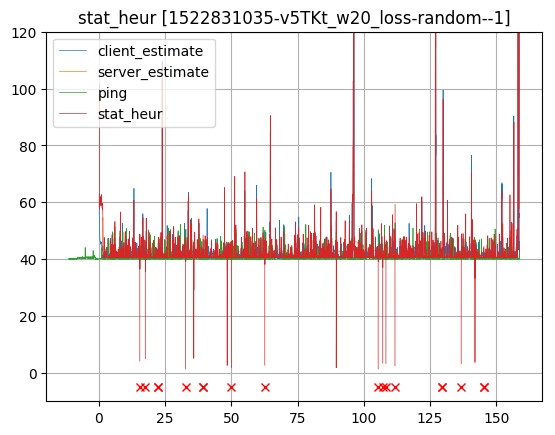 stat_heur [1522831035-v5TKt_w20_loss-random--1]
client_estimate
server_estimate
ping
stat_heur
120
100
80
60
40
20
0
0 25 50 75 100 125 150